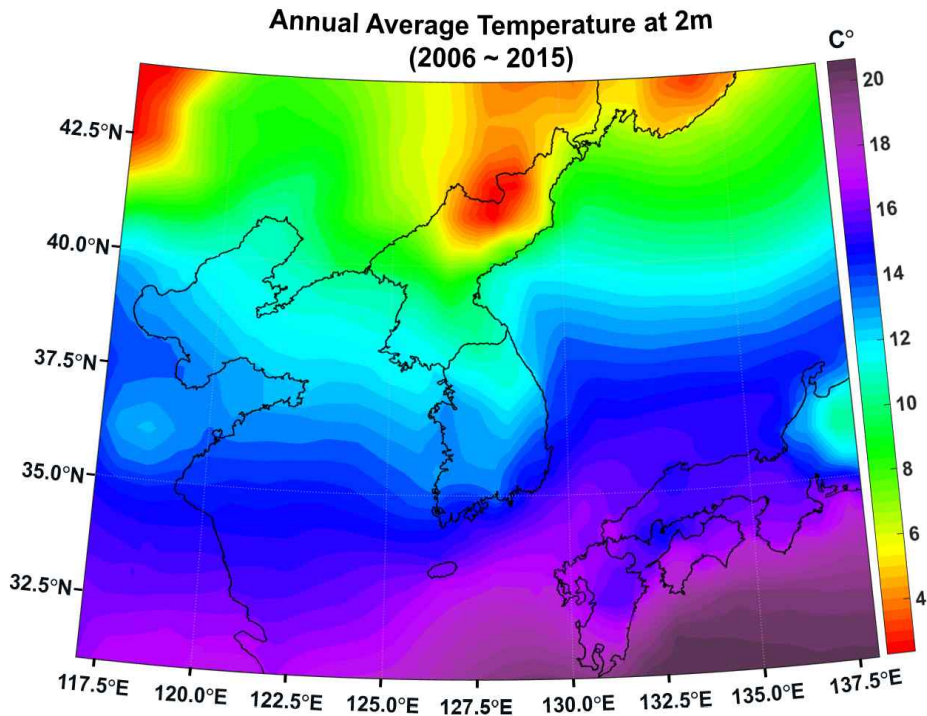 Annual Average Temperature at 2m
(2006 ~ 2015)
C°
20
18
16
14
12
10
8
6
4
42.5°N
40.0°N
37.5°N
35.0°N
32.5°N
117.5°E
120.0°E
122.5°E
125.0°E
127.5°E
130.0°E
132.5°E
135.0°E
137.5°E